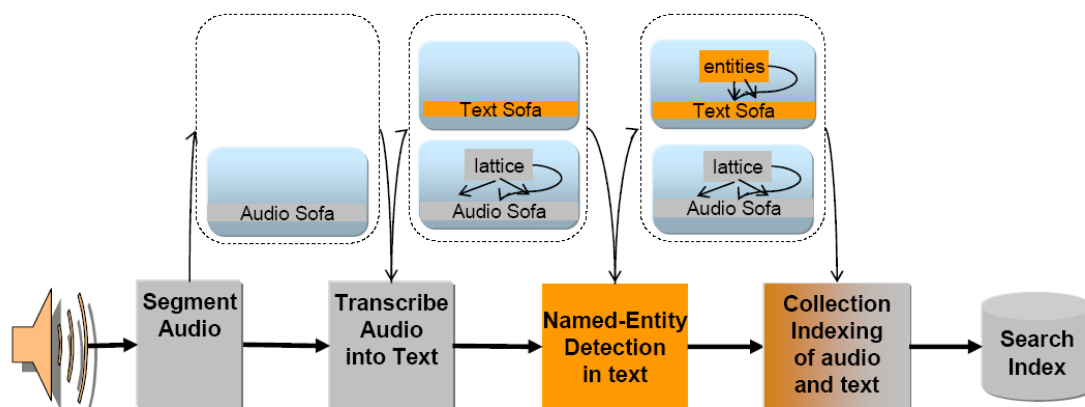 Audio Sofa
Text Sofa
lattice
Audio Sofa
entities
Text Sofa
lattice
Audio Sofa
Segment
Audio
Transcribe
Audio
into Text
Named-Entity
Detection
in text
Collection
Indexing
of audio
and text
Search
Index